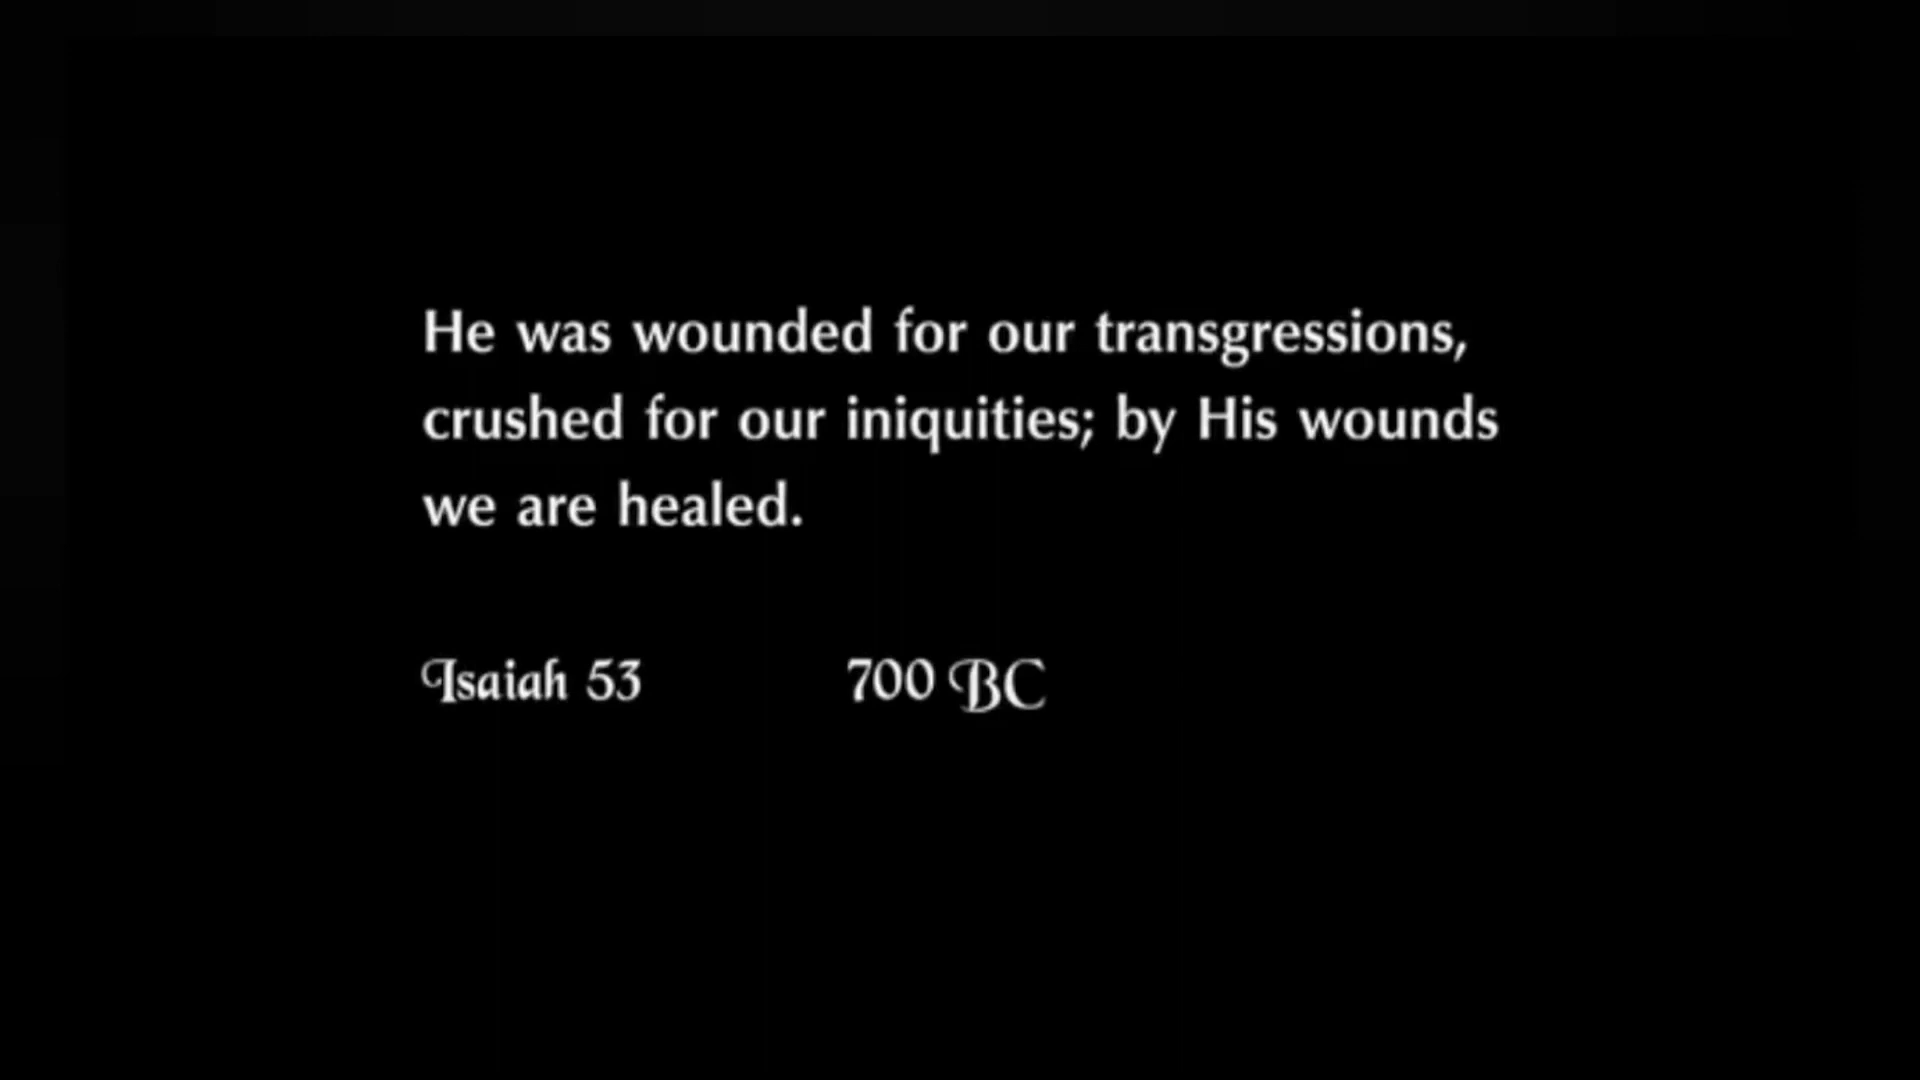 He was wounded for our transgressions,
crushed for our iniquities; by His wounds
we are healed.
Isaiah 53 700 BC